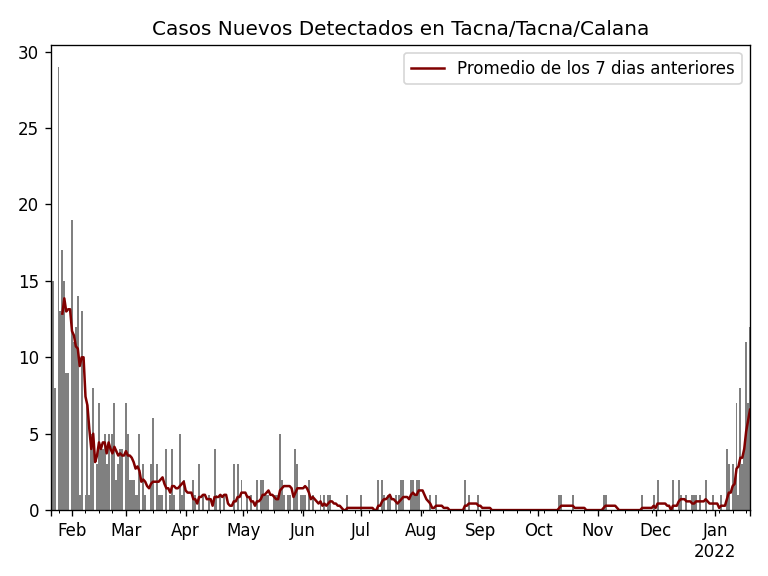 Casos Nuevos Detectados en Tacna/Tacna/Calana
Promedio de los 7 dias anteriores
30
25
20
15
10
5
0
Feb Mar Apr May Jun Jul Aug Sep Oct Nov Dec Jan
2022